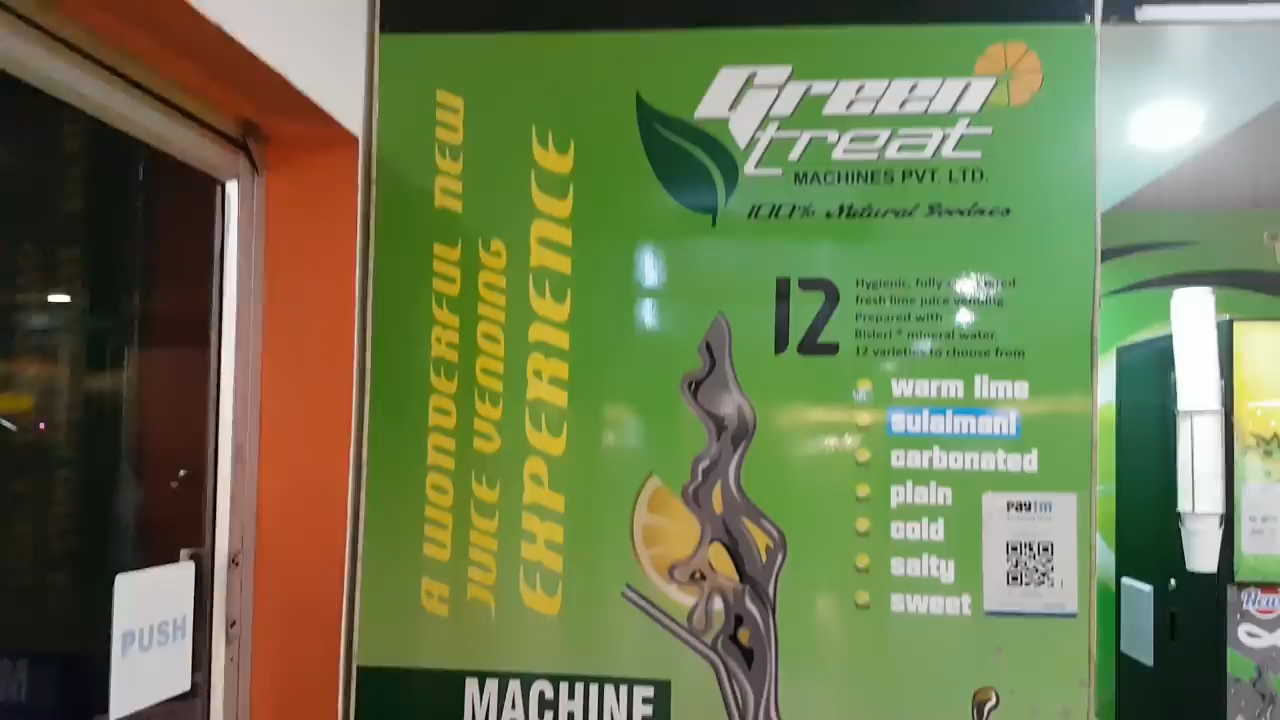 PUSH
A WONDERFUL NEW
JUICE VENDING
EXPERIENCE
Green
treat
MACHINES PVT. LTD.
100% Natural Goodness
12
Hygienic, fully
fresh lime juice vending
Prepared with
Bisleri * mineral water,
12 varieties to choose from
warm lime
sulaimani
carbonated
plain
cold
salty
sweet
paytm
MACHINE